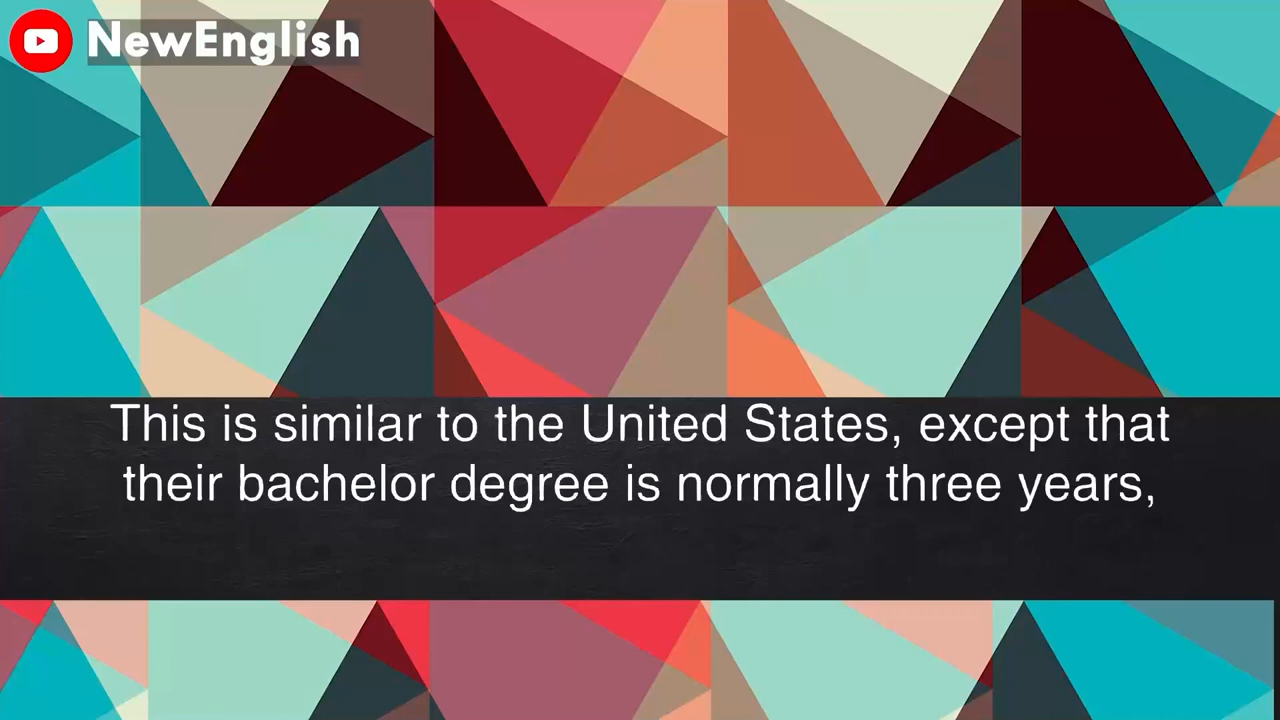 NewEnglish
This is similar to the United States, except that
their bachelor degree is normally three years,